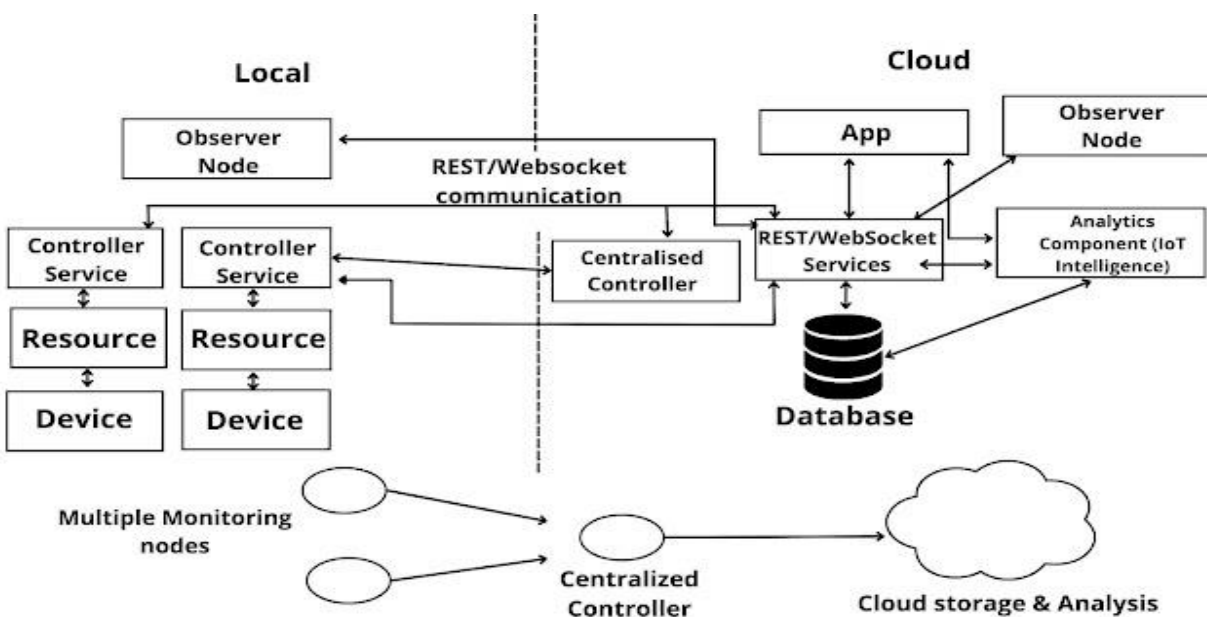 Local
Cloud
Observer
Node
App
Observer
Node
REST/Websocket
communication
Controller
Service
Controller
Service
Centralised
Controller
REST/WebSocket
Services
Analytics
Component (IoT
Intelligence)
Resource
Resource
Device
Device
Database
Multiple Monitoring
nodes
Centralized
Controller
Cloud storage & Analysis